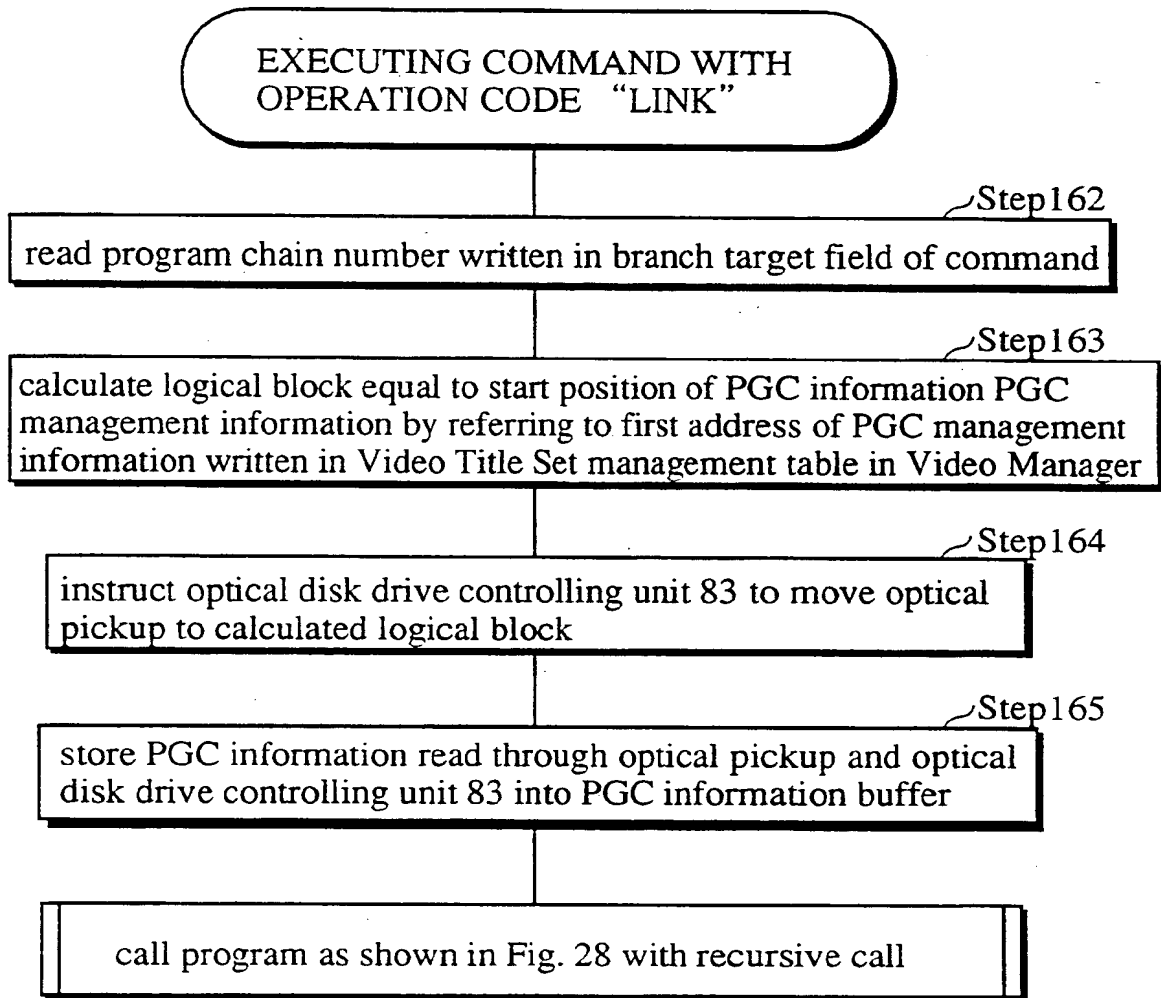 EXECUTING COMMAND WITH
OPERATION CODE “LINK”
Step162
read program chain number written in branch target field of command
Step163
calculate logical block equal to start position of PGC information PGC
management information by referring to first address of PGC management
information written in Video Title Set management table in Video Manager
Step164
instruct optical disk drive controlling unit 83 to move optical
pickup to calculated logical block
Step165
store PGC information read through optical pickup and optical
disk drive controlling unit 83 into PGC information buffer
call program as shown in Fig. 28 with recursive call